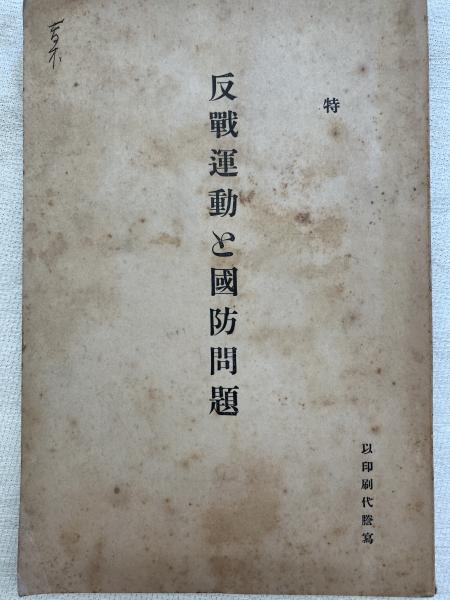 特
反戰運動と國防問題
以印刷代謄寫